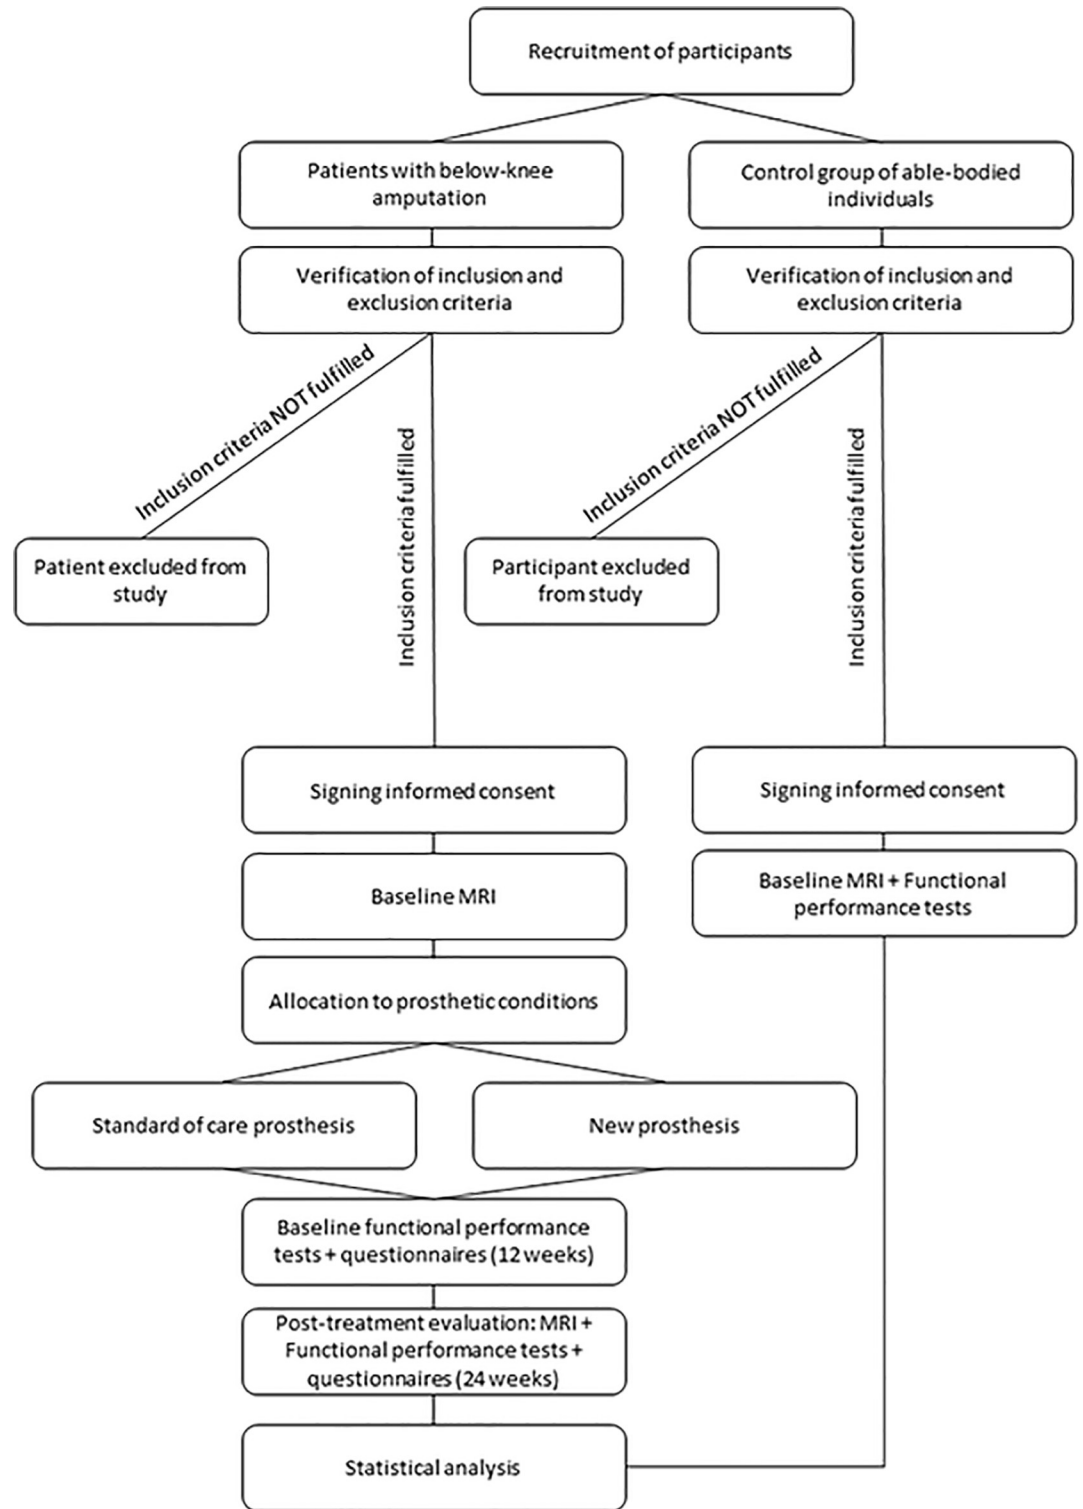 Recruitment of participants
Patients with below-knee
amputation
Control group of able-bodied
individuals
Verification of inclusion and
exclusion criteria
Verification of inclusion and
exclusion criteria
Inclusion criteria NOT fulfilled
Inclusion criteria fulfilled
Inclusion criteria NOT fulfilled
Inclusion criteria fulfilled
Patient excluded from
study
Participant excluded
from study
Signing informed consent
Signing informed consent
Baseline MRI
Baseline MRI + Functional
performance tests
Allocation to prosthetic conditions
Standard of care prosthesis
New prosthesis
Baseline functional performance
tests + questionnaires (12 weeks)
Post-treatment evaluation: MRI +
Functional performance tests +
questionnaires (24 weeks)
Statistical analysis